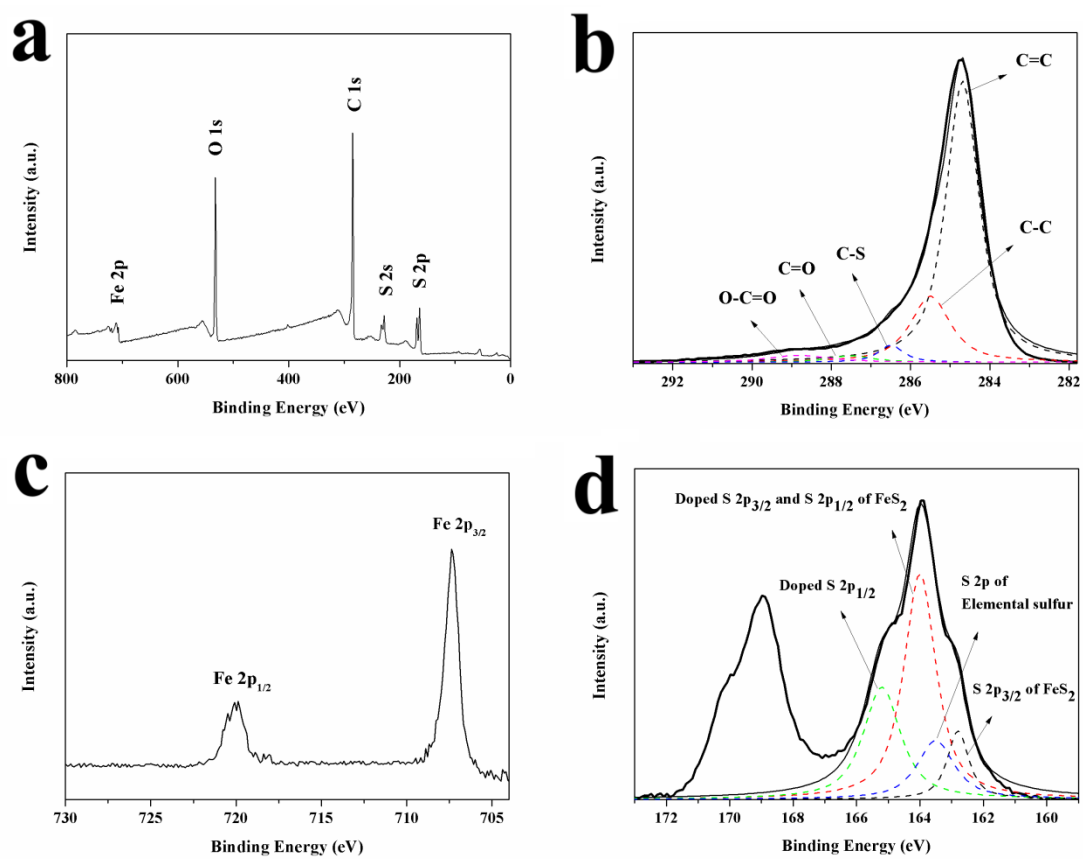 a
Intensity (a.u.)
Fe 2p
O 1s
C 1s
S 2s
S 2p
800
600
400
200
0
Binding Energy (eV)
b
Intensity (a.u.)
C=C
C-C
C-S
C=O
O-C=O
292
290
288
286
284
282
Binding Energy (eV)
c
Intensity (a.u.)
Fe 2p3/2
Fe 2p1/2
730
725
720
715
710
705
Binding Energy (eV)
d
Intensity (a.u.)
Doped S 2p3/2 and S 2p1/2 of FeS2
Doped S 2p1/2
S 2p of
Elemental sulfur
S 2p3/2 of FeS2
172
170
168
166
164
162
160
Binding Energy (eV)